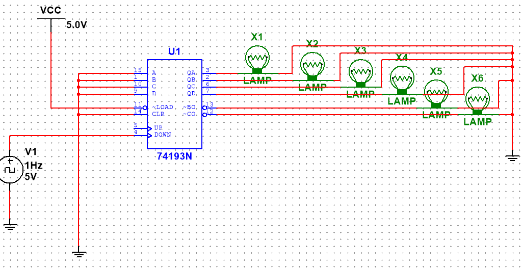 VCC
5.0V
U1
X1
LAMP
X2
LAMP
X3
LAMP
X4
LAMP
X5
LAMP
X6
LAMP
A
B
C
D
QA
QB
QC
QD
~LOAD
CLR
~BO
~CO
UP
DOWN
74193N
V1
1Hz
5V